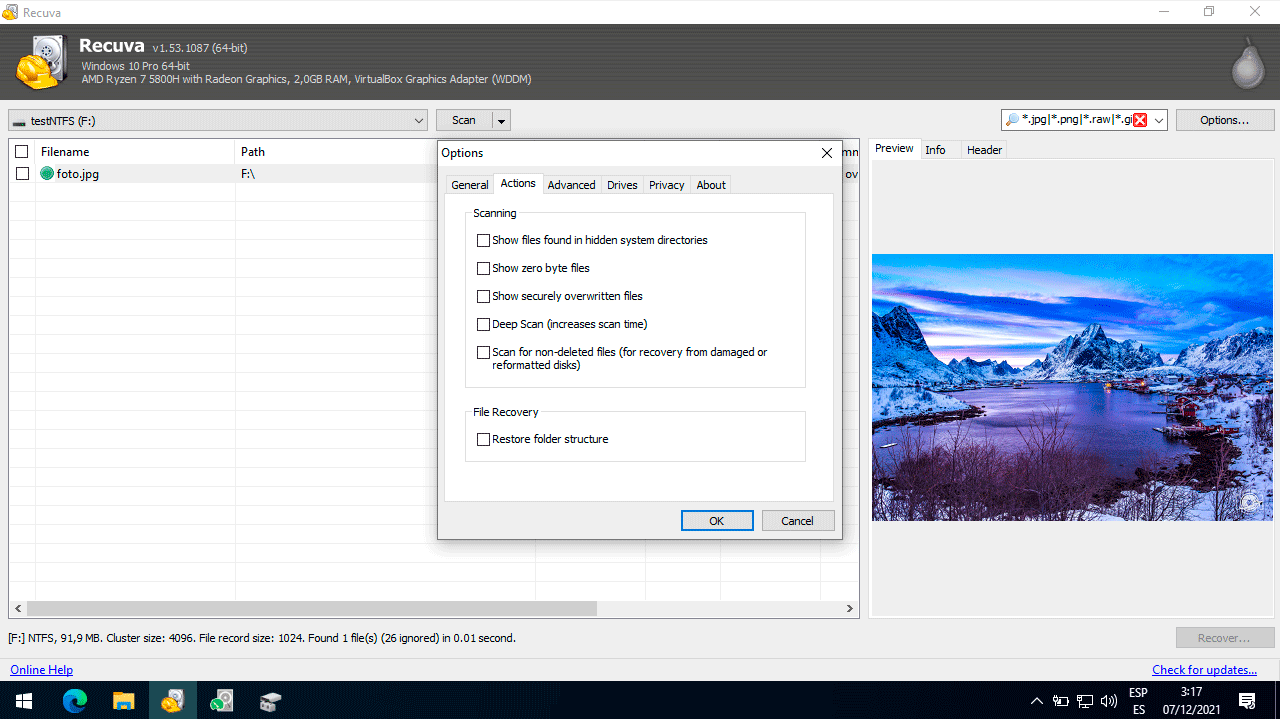 Recuva
Recuva v1.53.1087 (64-bit)
Windows 10 Pro 64-bit
AMD Ryzen 7 5800H with Radeon Graphics, 2,0GB RAM, VirtualBox Graphics Adapter (WDDM)
testNTFS (F:)
Scan
*.jpg|*.png|*.raw|*.gi
Options...
Filename
Path
mn
foto.jpg
F:\
ov
Options
General
Actions
Advanced
Drives
Privacy
About
Scanning
Show files found in hidden system directories
Show zero byte files
Show securely overwritten files
Deep Scan (increases scan time)
Scan for non-deleted files (for recovery from damaged or
reformatted disks)
File Recovery
Restore folder structure
OK
Cancel
Preview
Info
Header
[F:] NTFS, 91,9 MB. Cluster size: 4096. File record size: 1024. Found 1 file(s) (26 ignored) in 0.01 second.
Recover...
Online Help
Check for updates...
ESP
ES
3:17
07/12/2021